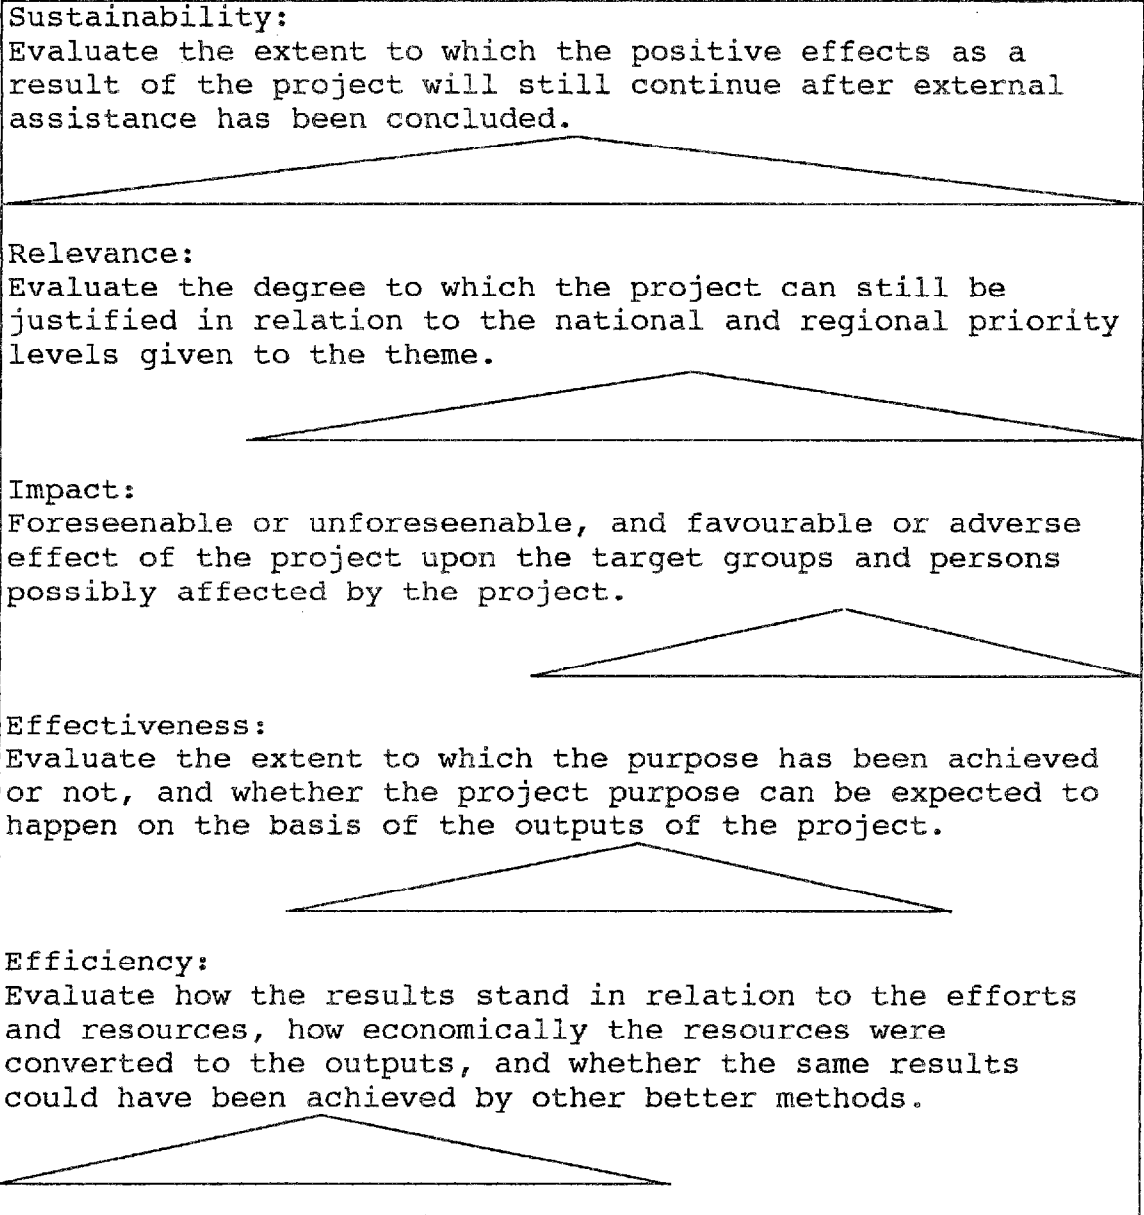 Sustainability:
Evaluate the extent to which the positive effects as a
result of the project will still continue after external
assistance has been concluded.
Relevance:
Evaluate the degree to which the project can still be
justified in relation to the national and regional priority
levels given to the theme.
Impact:
Foreseenable or unforeseenable, and favourable or adverse
effect of the project upon the target groups and persons
possibly affected by the project.
Effectiveness:
Evaluate the extent to which the purpose has been achieved
or not, and whether the project purpose can be expected to
happen on the basis of the outputs of the project.
Efficiency:
Evaluate how the results stand in relation to the efforts
and resources, how economically the resources were
converted to the outputs, and whether the same results
could have been achieved by other better methods.